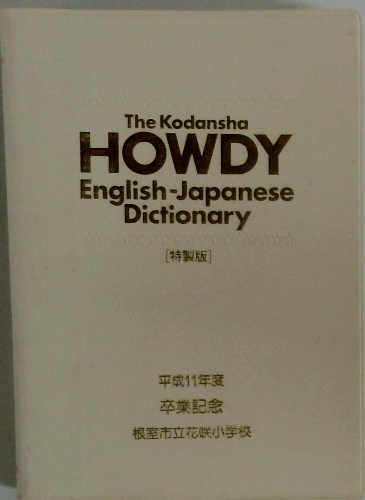 The Kodansha
HOWDY
English-Japanese
Dictionary
[特製版]
平成11年度
卒業記念
根室市立花咲小学校